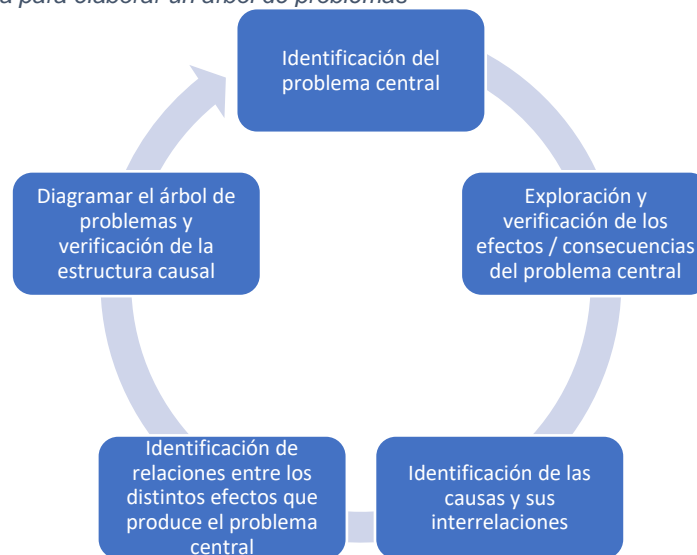 para elaborar un árbol de problemas
Identificación del
problema central
Exploración y
verificación de los
efectos / consecuencias
del problema central
Identificación de las
causas y sus
interrelaciones
Identificación de
relaciones entre los
distintos efectos que
produce el problema
central
Diagramar el árbol de
problemas y
verificación de la
estructura causal